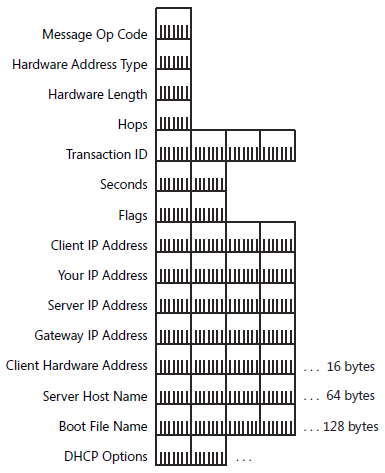 Message Op Code
Hardware Address Type
Hardware Length
Hops
Transaction ID
Seconds
Flags
Client IP Address
Your IP Address
Server IP Address
Gateway IP Address
Client Hardware Address ... 16 bytes
Server Host Name ... 64 bytes
Boot File Name ... 128 bytes
DHCP Options ...